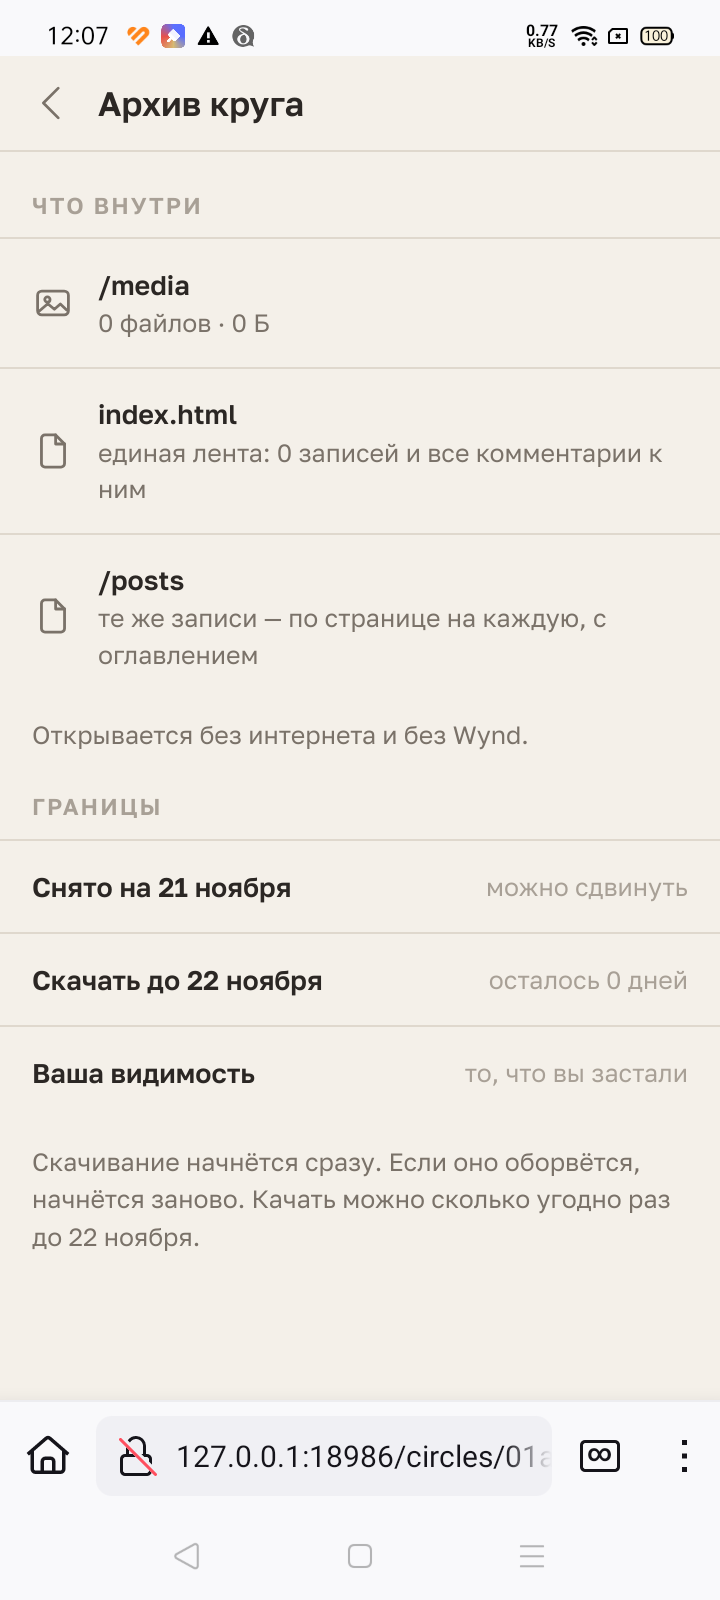 12:07
0.77
KB/S
100
Архив круга
ЧТО ВНУТРИ
/media
0 файлов · 0 Б
index.html
единая лента: 0 записей и все комментарии к
ним
/posts
те же записи — по странице на каждую, с
оглавлением
Открывается без интернета и без Wynd.
ГРАНИЦЫ
Снято на 21 ноября
можно сдвинуть
Скачать до 22 ноября
осталось 0 дней
Ваша видимость
то, что вы застали
Скачивание начнётся сразу. Если оно оборвётся,
начнётся заново. Качать можно сколько угодно раз
до 22 ноября.
127.0.0.1:18986/circles/01a